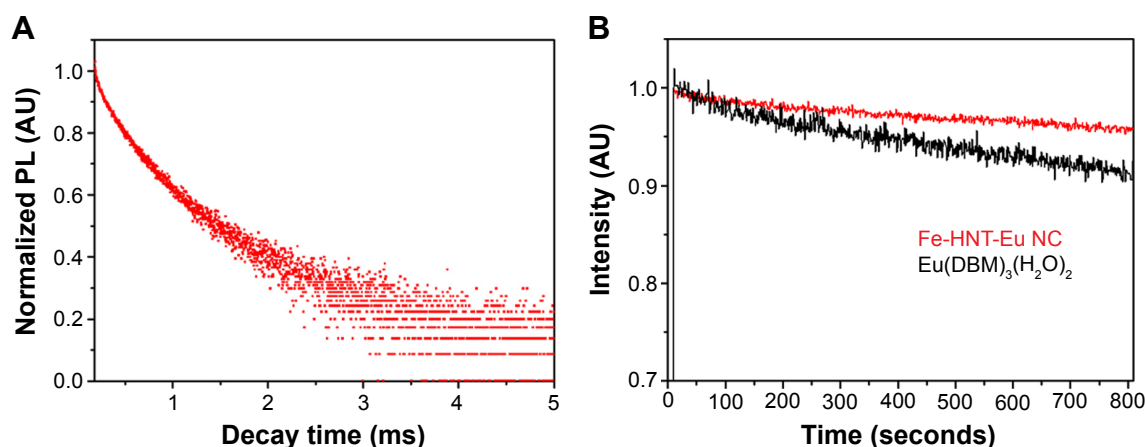 A
Normalized PL (AU)
1.0
0.8
0.6
0.4
0.2
0.0
1 2 3 4 5
Decay time (ms)
B
Intensity (AU)
1.0
0.9
0.8
0.7
Fe-HNT-Eu NC
Eu(DBM)₃(H₂O)₂
0 100 200 300 400 500 600 700 800
Time (seconds)